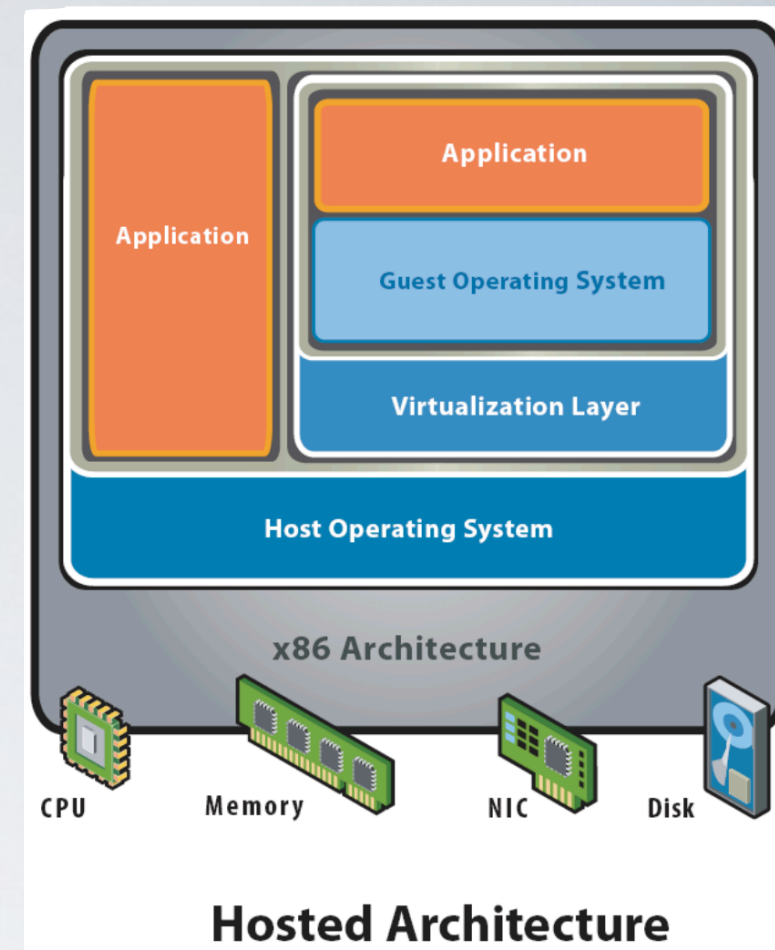 Application
Application
Guest Operating System
Virtualization Layer
Host Operating System
x86 Architecture
CPU
Memory
NIC
Disk
Hosted Architecture